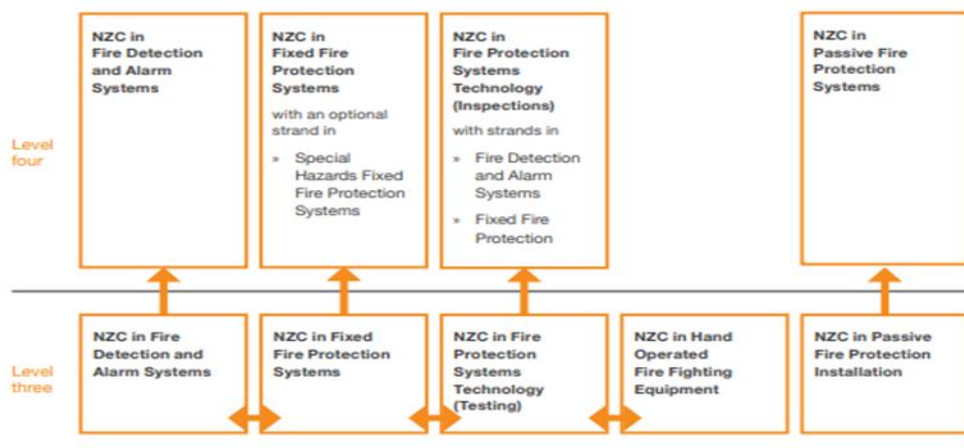 NZC in
Fire Detection
and Alarm
Systems
NZC in
Fixed Fire
Protection
Systems
with an optional
strand in
» Special
Hazards Fixed
Fire Protection
Systems
NZC in
Fire Protection
Systems
Technology
(Inspections)
with strands in
» Fire Detection
and Alarm
Systems
» Fixed Fire
Protection
NZC in
Passive Fire
Protection
Systems
Level
four
NZC in Fire
Detection and
Alarm Systems
NZC in Fixed
Fire Protection
Systems
NZC in Fire
Protection
Systems
Technology
(Testing)
NZC in Hand
Operated
Fire Fighting
Equipment
NZC in Passive
Fire Protection
Installation
Level
three